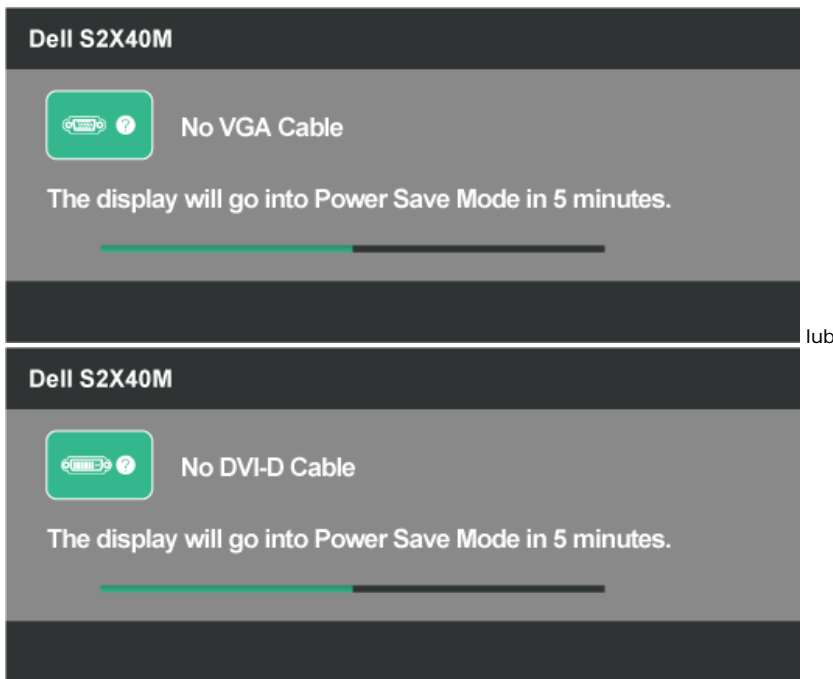 Dell S2X40M
? No VGA Cable
The display will go into Power Save Mode in 5 minutes.
lub
Dell S2X40M
? No DVI-D Cable
The display will go into Power Save Mode in 5 minutes.